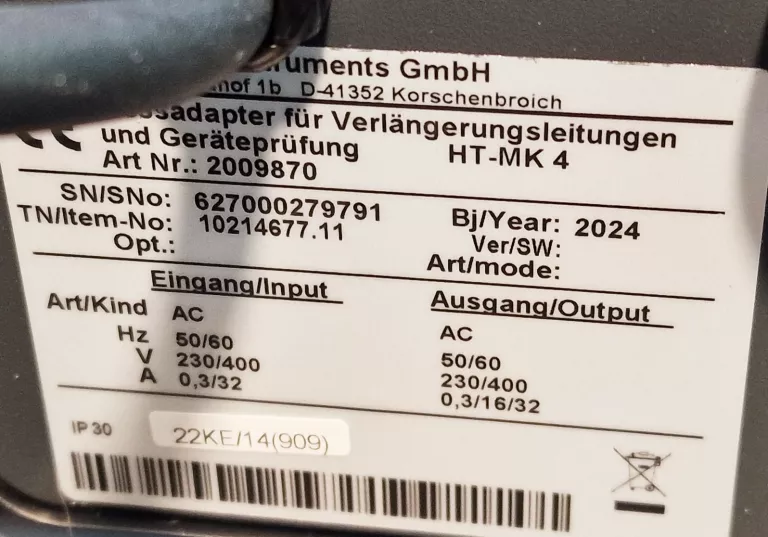 GmbH
1b D-41352 Korschenbroich
für Verlängerungsleitungen
und Geräteprüfung HT-MK 4
Art Nr.: 2009870
SN/SNo: 627000279791 Bj/Year: 2024
TN/Item-No: 10214677.11 Ver/SW:
Opt.: Art/mode:
Eingang/Input Ausgang/Output
Art/Kind AC AC
Hz 50/60 50/60
V 230/400 230/400
A 0,3/32 0,3/16/32
IP 30 22KE/14(909)